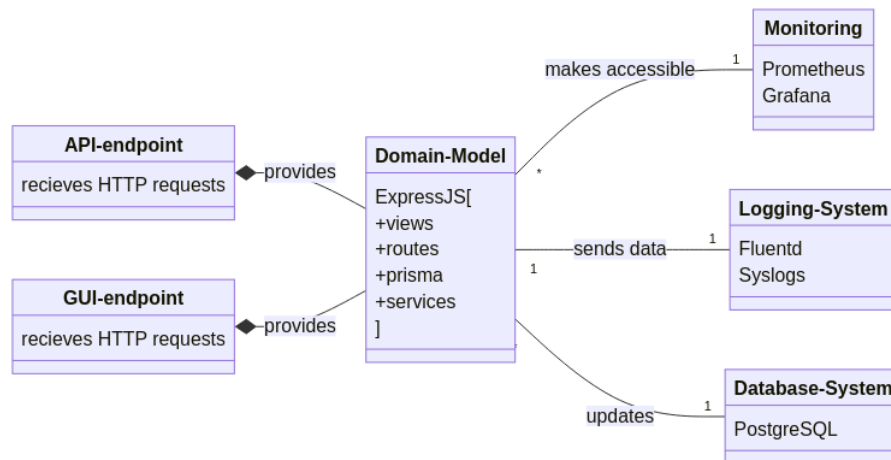 API-endpoint
recieves HTTP requests
provides
GUI-endpoint
recieves HTTP requests
provides
Domain-Model
ExpressJS[
+views
+routes
+prisma
+services
]
makes accessible
1
*
Monitoring
Prometheus
Grafana
sends data
1
1
Logging-System
Fluentd
Syslogs
updates
1
*
Database-System
PostgreSQL